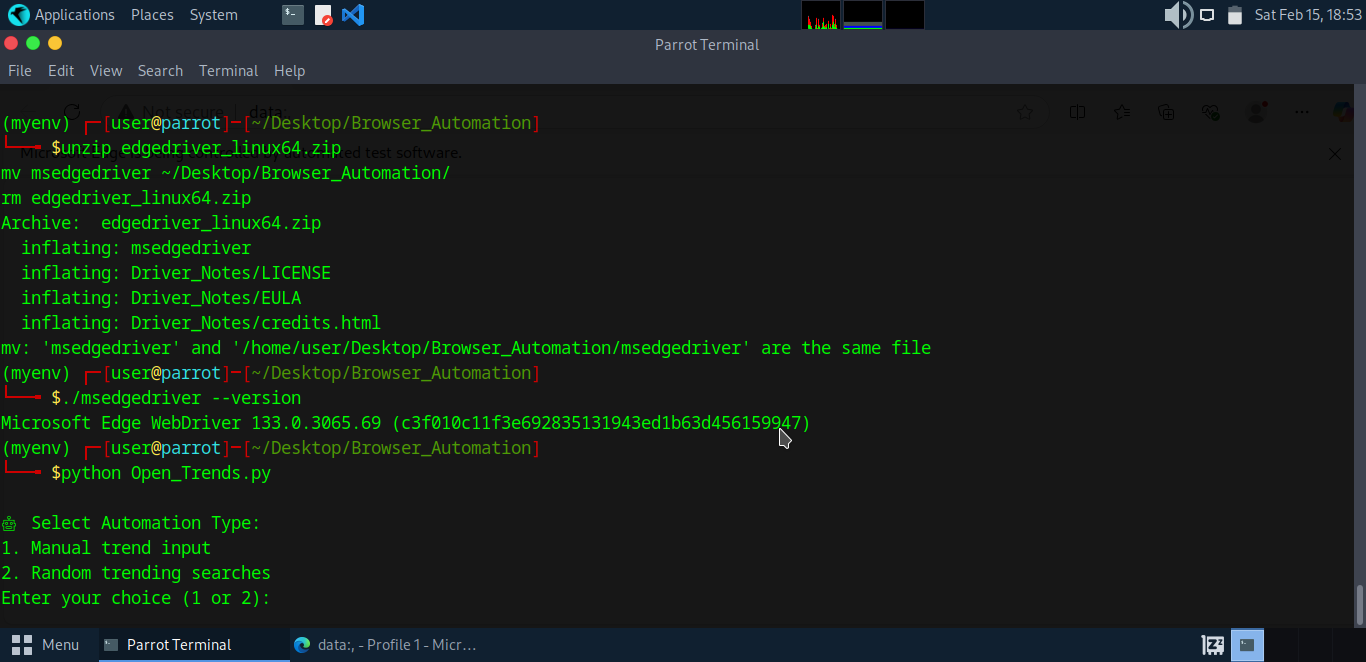 Applications Places System Sat Feb 15, 18:53
Parrot Terminal
File Edit View Search Terminal Help
Not secure data:,
(myenv) ┌─[user@parrot]─[~/Desktop/Browser_Automation]
└──╼ $unzip edgedriver_linux64.zip
mv msedgedriver ~/Desktop/Browser_Automation/
rm edgedriver_linux64.zip
Archive:  edgedriver_linux64.zip
  inflating: msedgedriver
  inflating: Driver_Notes/LICENSE
  inflating: Driver_Notes/EULA
  inflating: Driver_Notes/credits.html
mv: 'msedgedriver' and '/home/user/Desktop/Browser_Automation/msedgedriver' are the same file
(myenv) ┌─[user@parrot]─[~/Desktop/Browser_Automation]
└──╼ $./msedgedriver --version
Microsoft Edge WebDriver 133.0.3065.69 (c3f010c11f3e692835131943ed1b63d456159947)
(myenv) ┌─[user@parrot]─[~/Desktop/Browser_Automation]
└──╼ $python Open_Trends.py
Select Automation Type:
1. Manual trend input
2. Random trending searches
Enter your choice (1 or 2):
Menu Parrot Terminal data:, - Profile 1 - Micr...